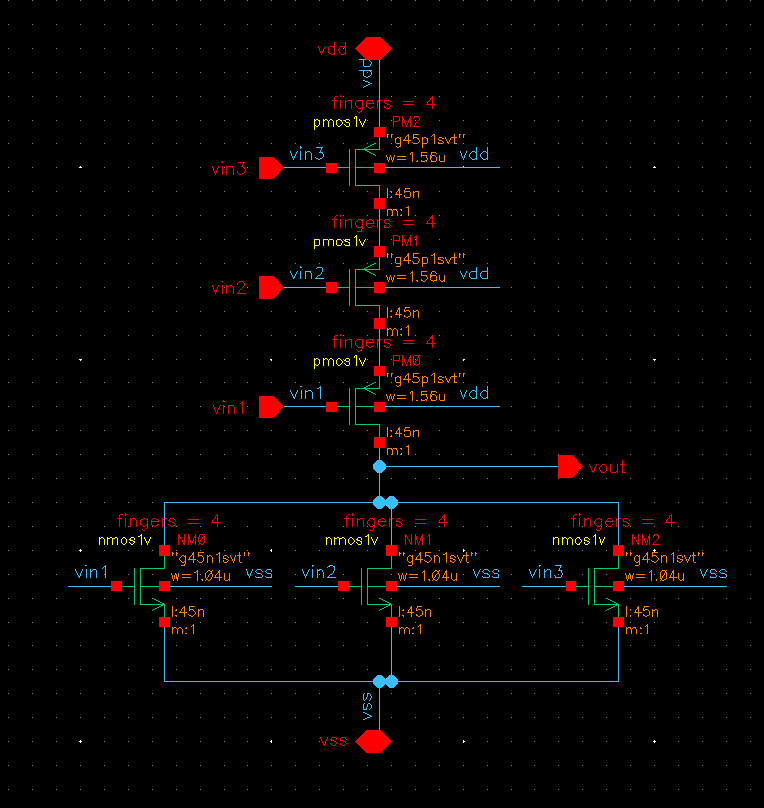 vdd
vdd
fingers = 4
pmos1v
PM2
"g45p1svt"
vin3
vin3
w=1.56u
vdd
l:45n
m:1
fingers = 4
pmos1v
PM1
"g45p1svt"
vin2
vin2
w=1.56u
vdd
l:45n
m:1
fingers = 4
pmos1v
PM0
"g45p1svt"
vin1
vin1
w=1.56u
vdd
l:45n
m:1
vout
fingers = 4
nmos1v
NM0
"g45n1svt"
vin1
w=1.04u
vss
l:45n
m:1
fingers = 4
nmos1v
NM1
"g45n1svt"
vin2
w=1.04u
vss
l:45n
m:1
fingers = 4
nmos1v
NM2
"g45n1svt"
vin3
w=1.04u
vss
l:45n
m:1
vss
vss